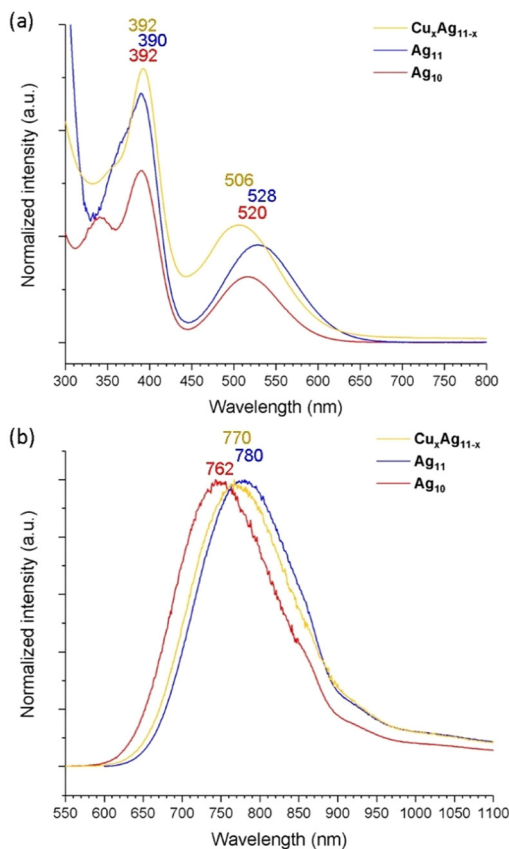 (a)
392
390
392
506
528
520
CuxAg11-x
Ag11
Ag10
Normalized intensity (a.u.)
300 350 400 450 500 550 600 650 700 750 800
Wavelength (nm)
(b)
770
780
762
CuxAg11-x
Ag11
Ag10
Normalized intensity (a.u.)
550 600 650 700 750 800 850 900 950 1000 1050 1100
Wavelength (nm)